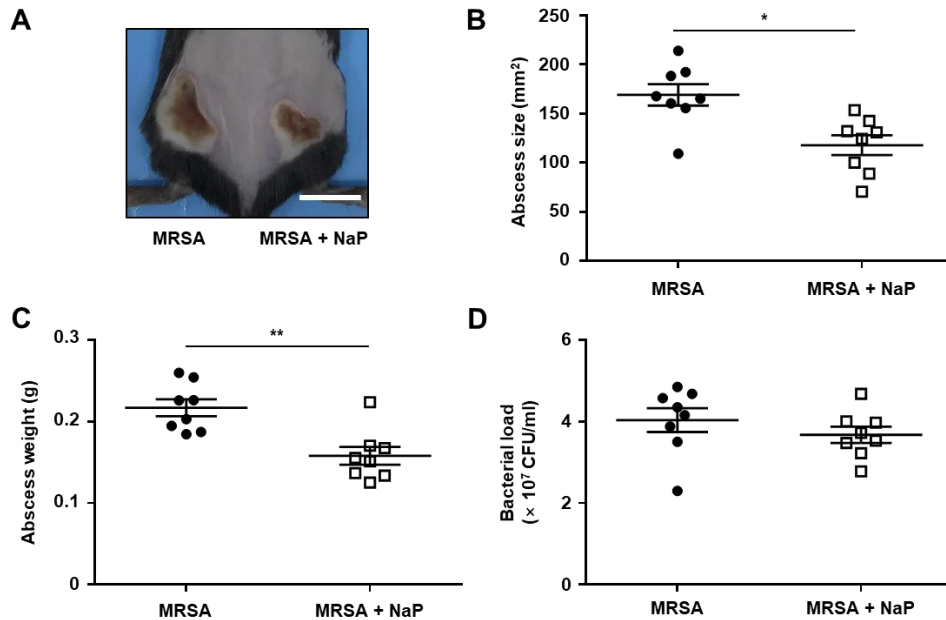 A
MRSA MRSA + NaP
B
*
Abscess size (mm²)
200
150
100
50
0
MRSA MRSA + NaP
C
**
Abscess weight (g)
0.3
0.2
0.1
0
MRSA MRSA + NaP
D
Bacterial load
(× 10⁷ CFU/ml)
6
4
2
0
MRSA MRSA + NaP